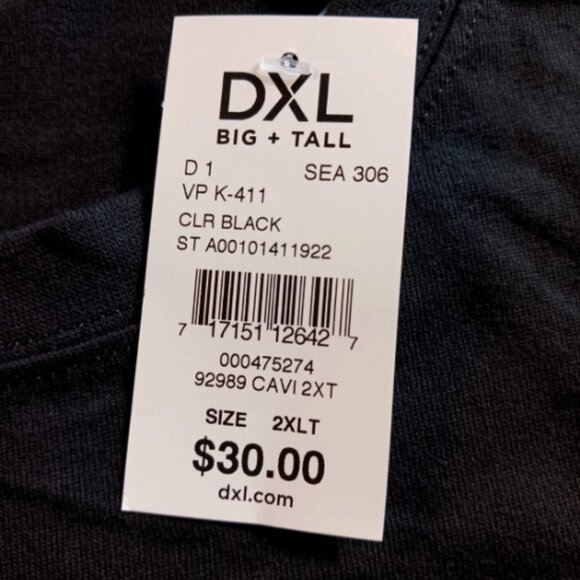 DXL
BIG + TALL
D 1 SEA 306
VP K-411
CLR BLACK
ST A00101411922
7 17151 12642 7
000475274
92989 CAVI 2XT
SIZE 2XLT
$30.00
dxl.com